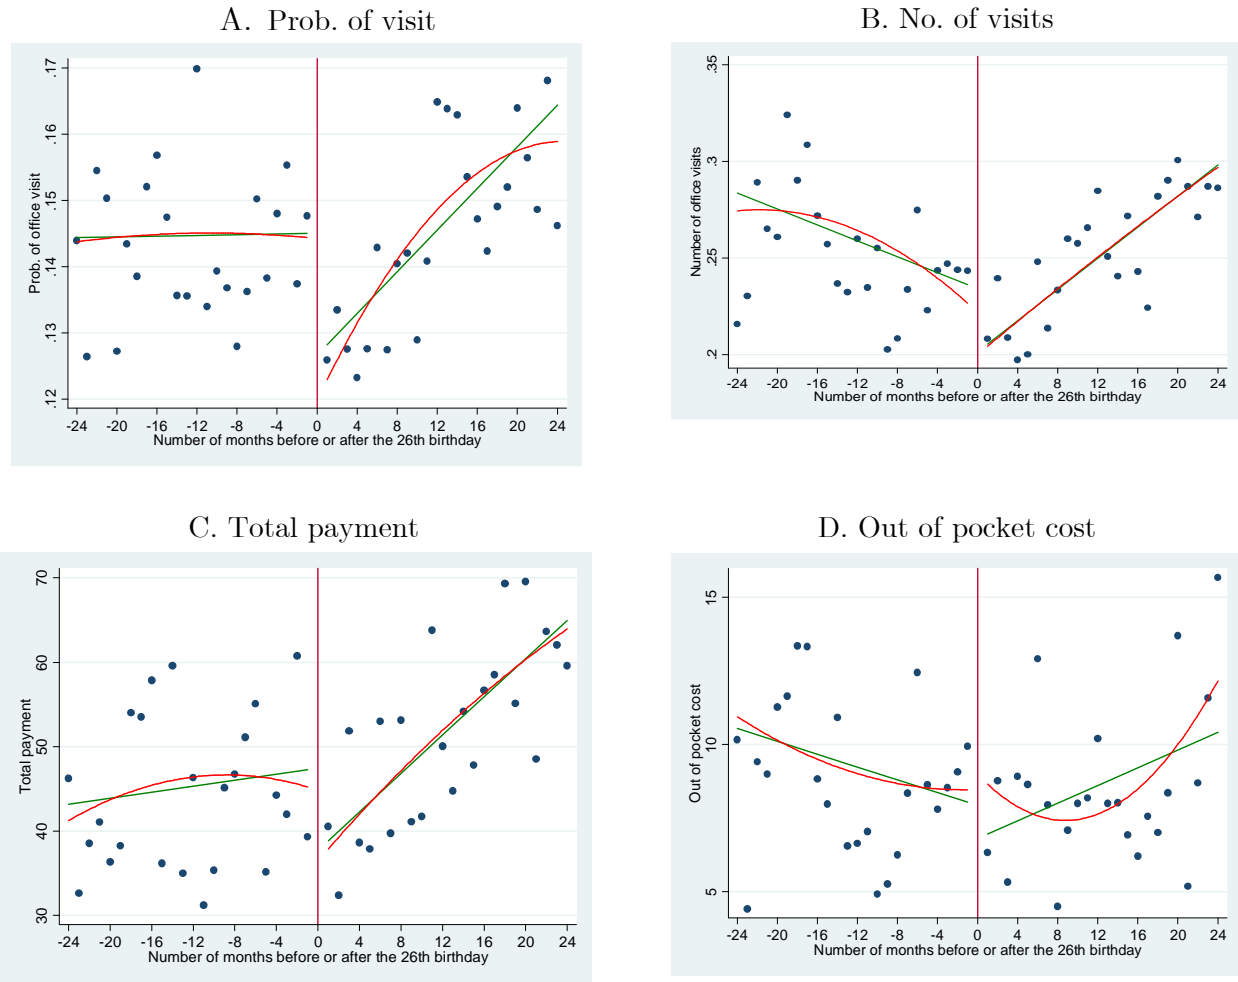 A. Prob. of visit
Prob. of office visit
.17
.16
.15
.14
.13
.12
-24 -20 -16 -12 -8 -4 0 4 8 12 16 20 24
Number of months before or after the 26th birthday
B. No. of visits
Number of office visits
.35
.3
.25
.2
-24 -20 -16 -12 -8 -4 0 4 8 12 16 20 24
Number of months before or after the 26th birthday
C. Total payment
Total payment
70
60
50
40
30
-24 -20 -16 -12 -8 -4 0 4 8 12 16 20 24
Number of months before or after the 26th birthday
D. Out of pocket cost
Out of pocket cost
15
10
5
-24 -20 -16 -12 -8 -4 0 4 8 12 16 20 24
Number of months before or after the 26th birthday